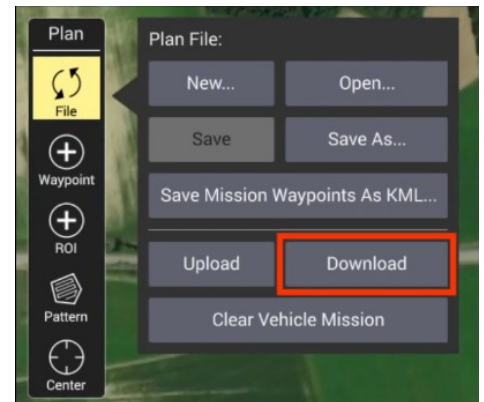 Plan
File
Waypoint
ROI
Pattern
Center
Plan File:
New...
Open...
Save
Save As...
Save Mission Waypoints As KML...
Upload
Download
Clear Vehicle Mission